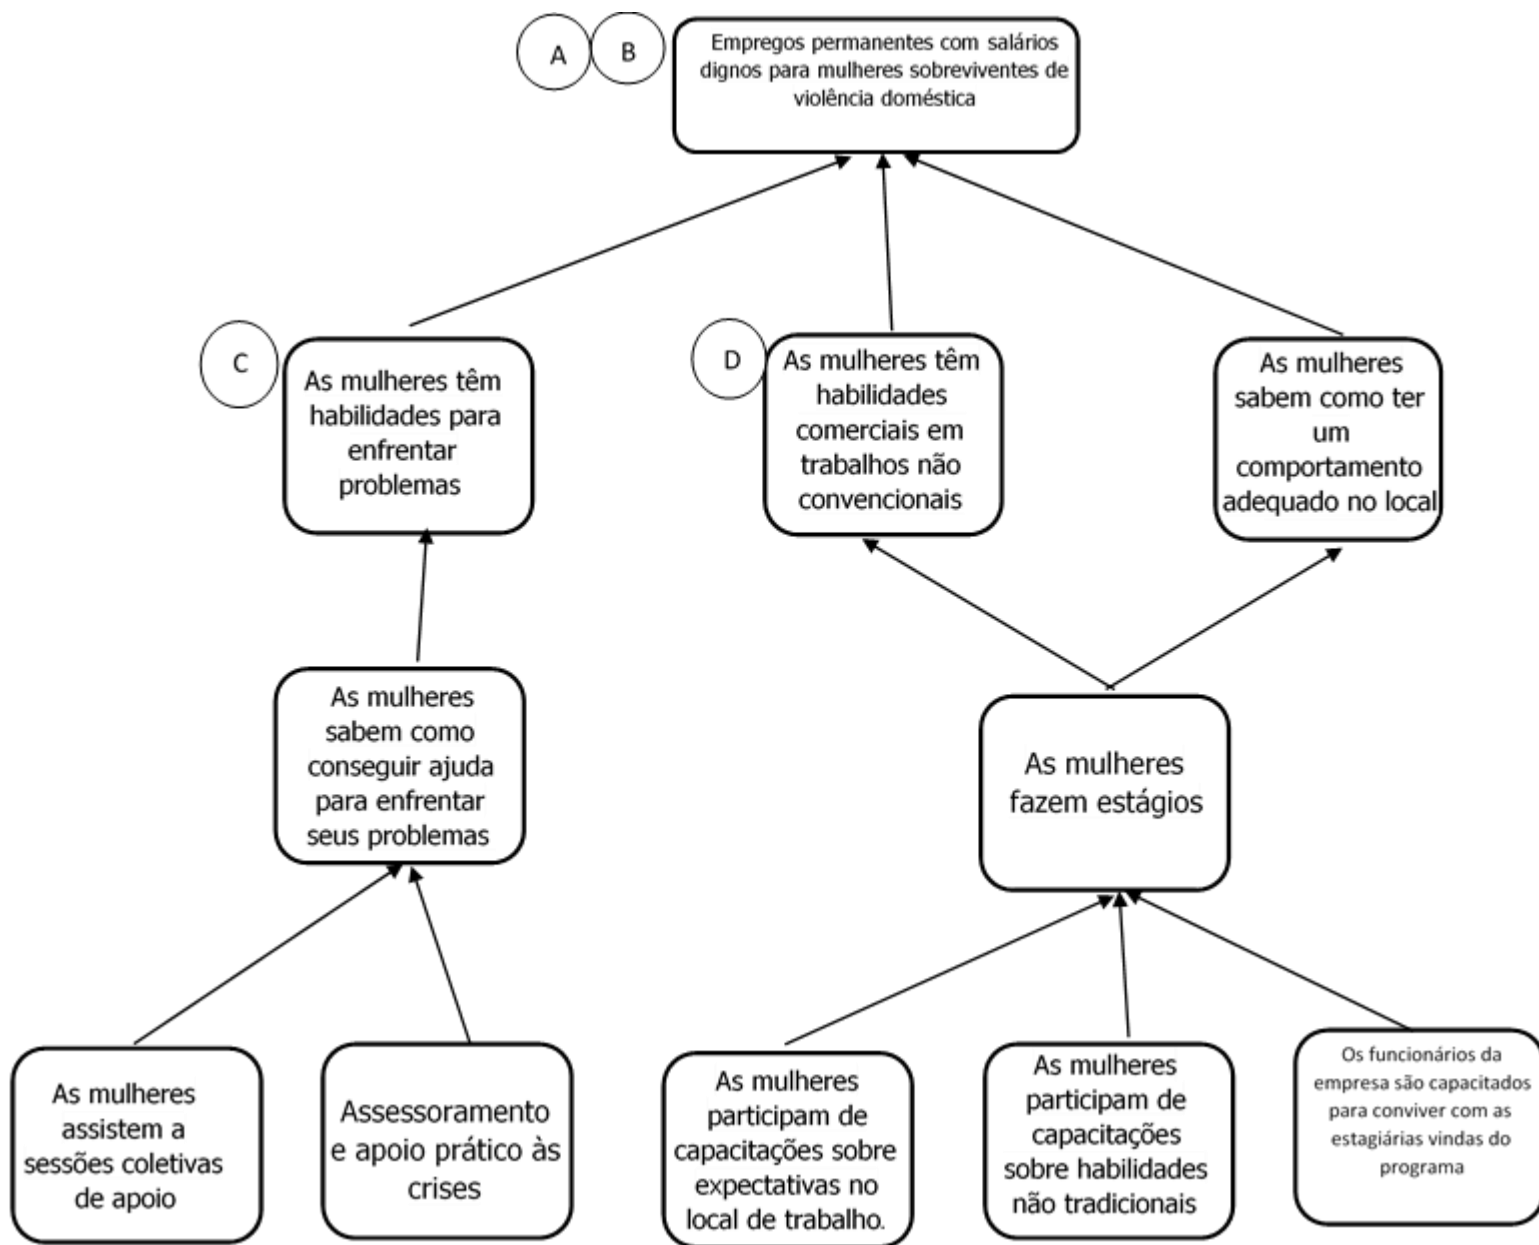 A
B
Empregos permanentes com salários
dignos para mulheres sobreviventes de
violência doméstica
C
As mulheres têm
habilidades para
enfrentar
problemas
D
As mulheres têm
habilidades
comerciais em
trabalhos não
convencionais
As mulheres
sabem como ter
um
comportamento
adequado no local
As mulheres
sabem como
conseguir ajuda
para enfrentar
seus problemas
As mulheres
fazem estágios
As mulheres
assistem a
sessões coletivas
de apoio
Assessoramento
e apoio prático às
crises
As mulheres
participam de
capacitações sobre
expectativas no
local de trabalho.
As mulheres
participam de
capacitações
sobre habilidades
não tradicionais
Os funcionários da
empresa são capacitados
para conviver com as
estagiárias vindas do
programa